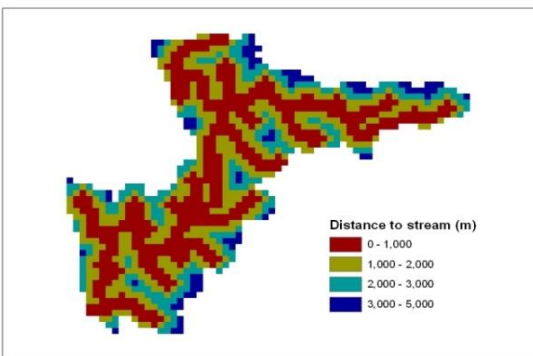 Distance to stream (m)
0 - 1,000
1,000 - 2,000
2,000 - 3,000
3,000 - 5,000